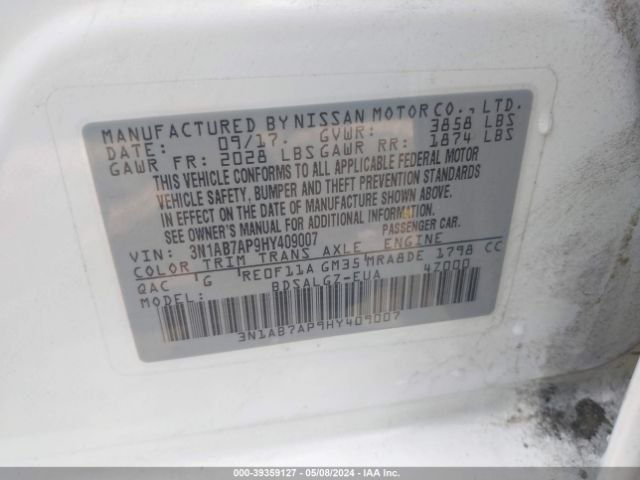 MANUFACTURED BY NISSAN MOTOR CO., LTD.
DATE: 09/17. GVWR: 3858 LBS
GAWR FR: 2028 LBS GAWR RR: 1874 LBS
THIS VEHICLE CONFORMS TO ALL APPLICABLE FEDERAL MOTOR
VEHICLE SAFETY, BUMPER AND THEFT PREVENTION STANDARDS
IN EFFECT ON THE DATE OF MANUFACTURE SHOWN ABOVE.
SEE OWNER'S MANUAL FOR ADDITIONAL INFORMATION.
VIN: 3N1AB7AP9HY409007 PASSENGER CAR.
COLOR TRIM TRANS AXLE ENGINE
QAC G RE0F11A GM35 MRA8DE 1798 CC
MODEL: BDSALGZ-EUA 4Z000
3N1AB7AP9HY409007
000-39359127 - 05/08/2024 - IAAI.com